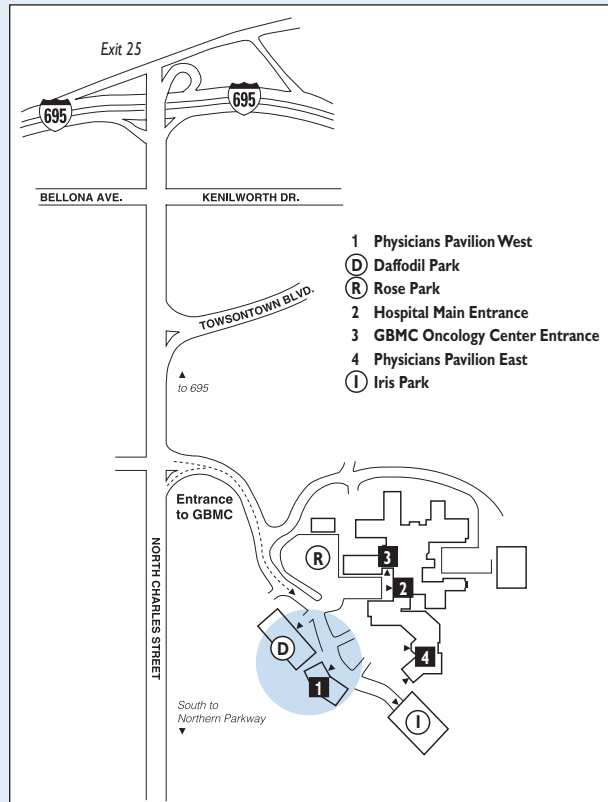 Exit 25
695
695
BELLONA AVE.
KENILWORTH DR.
1 Physicians Pavilion West
D Daffodil Park
R Rose Park
2 Hospital Main Entrance
3 GBMC Oncology Center Entrance
4 Physicians Pavilion East
I Iris Park
TOWSONTOWN BLVD.
to 695
Entrance
to GBMC
NORTH CHARLES STREET
R
3
2
D
4
1
I
South to
Northern Parkway